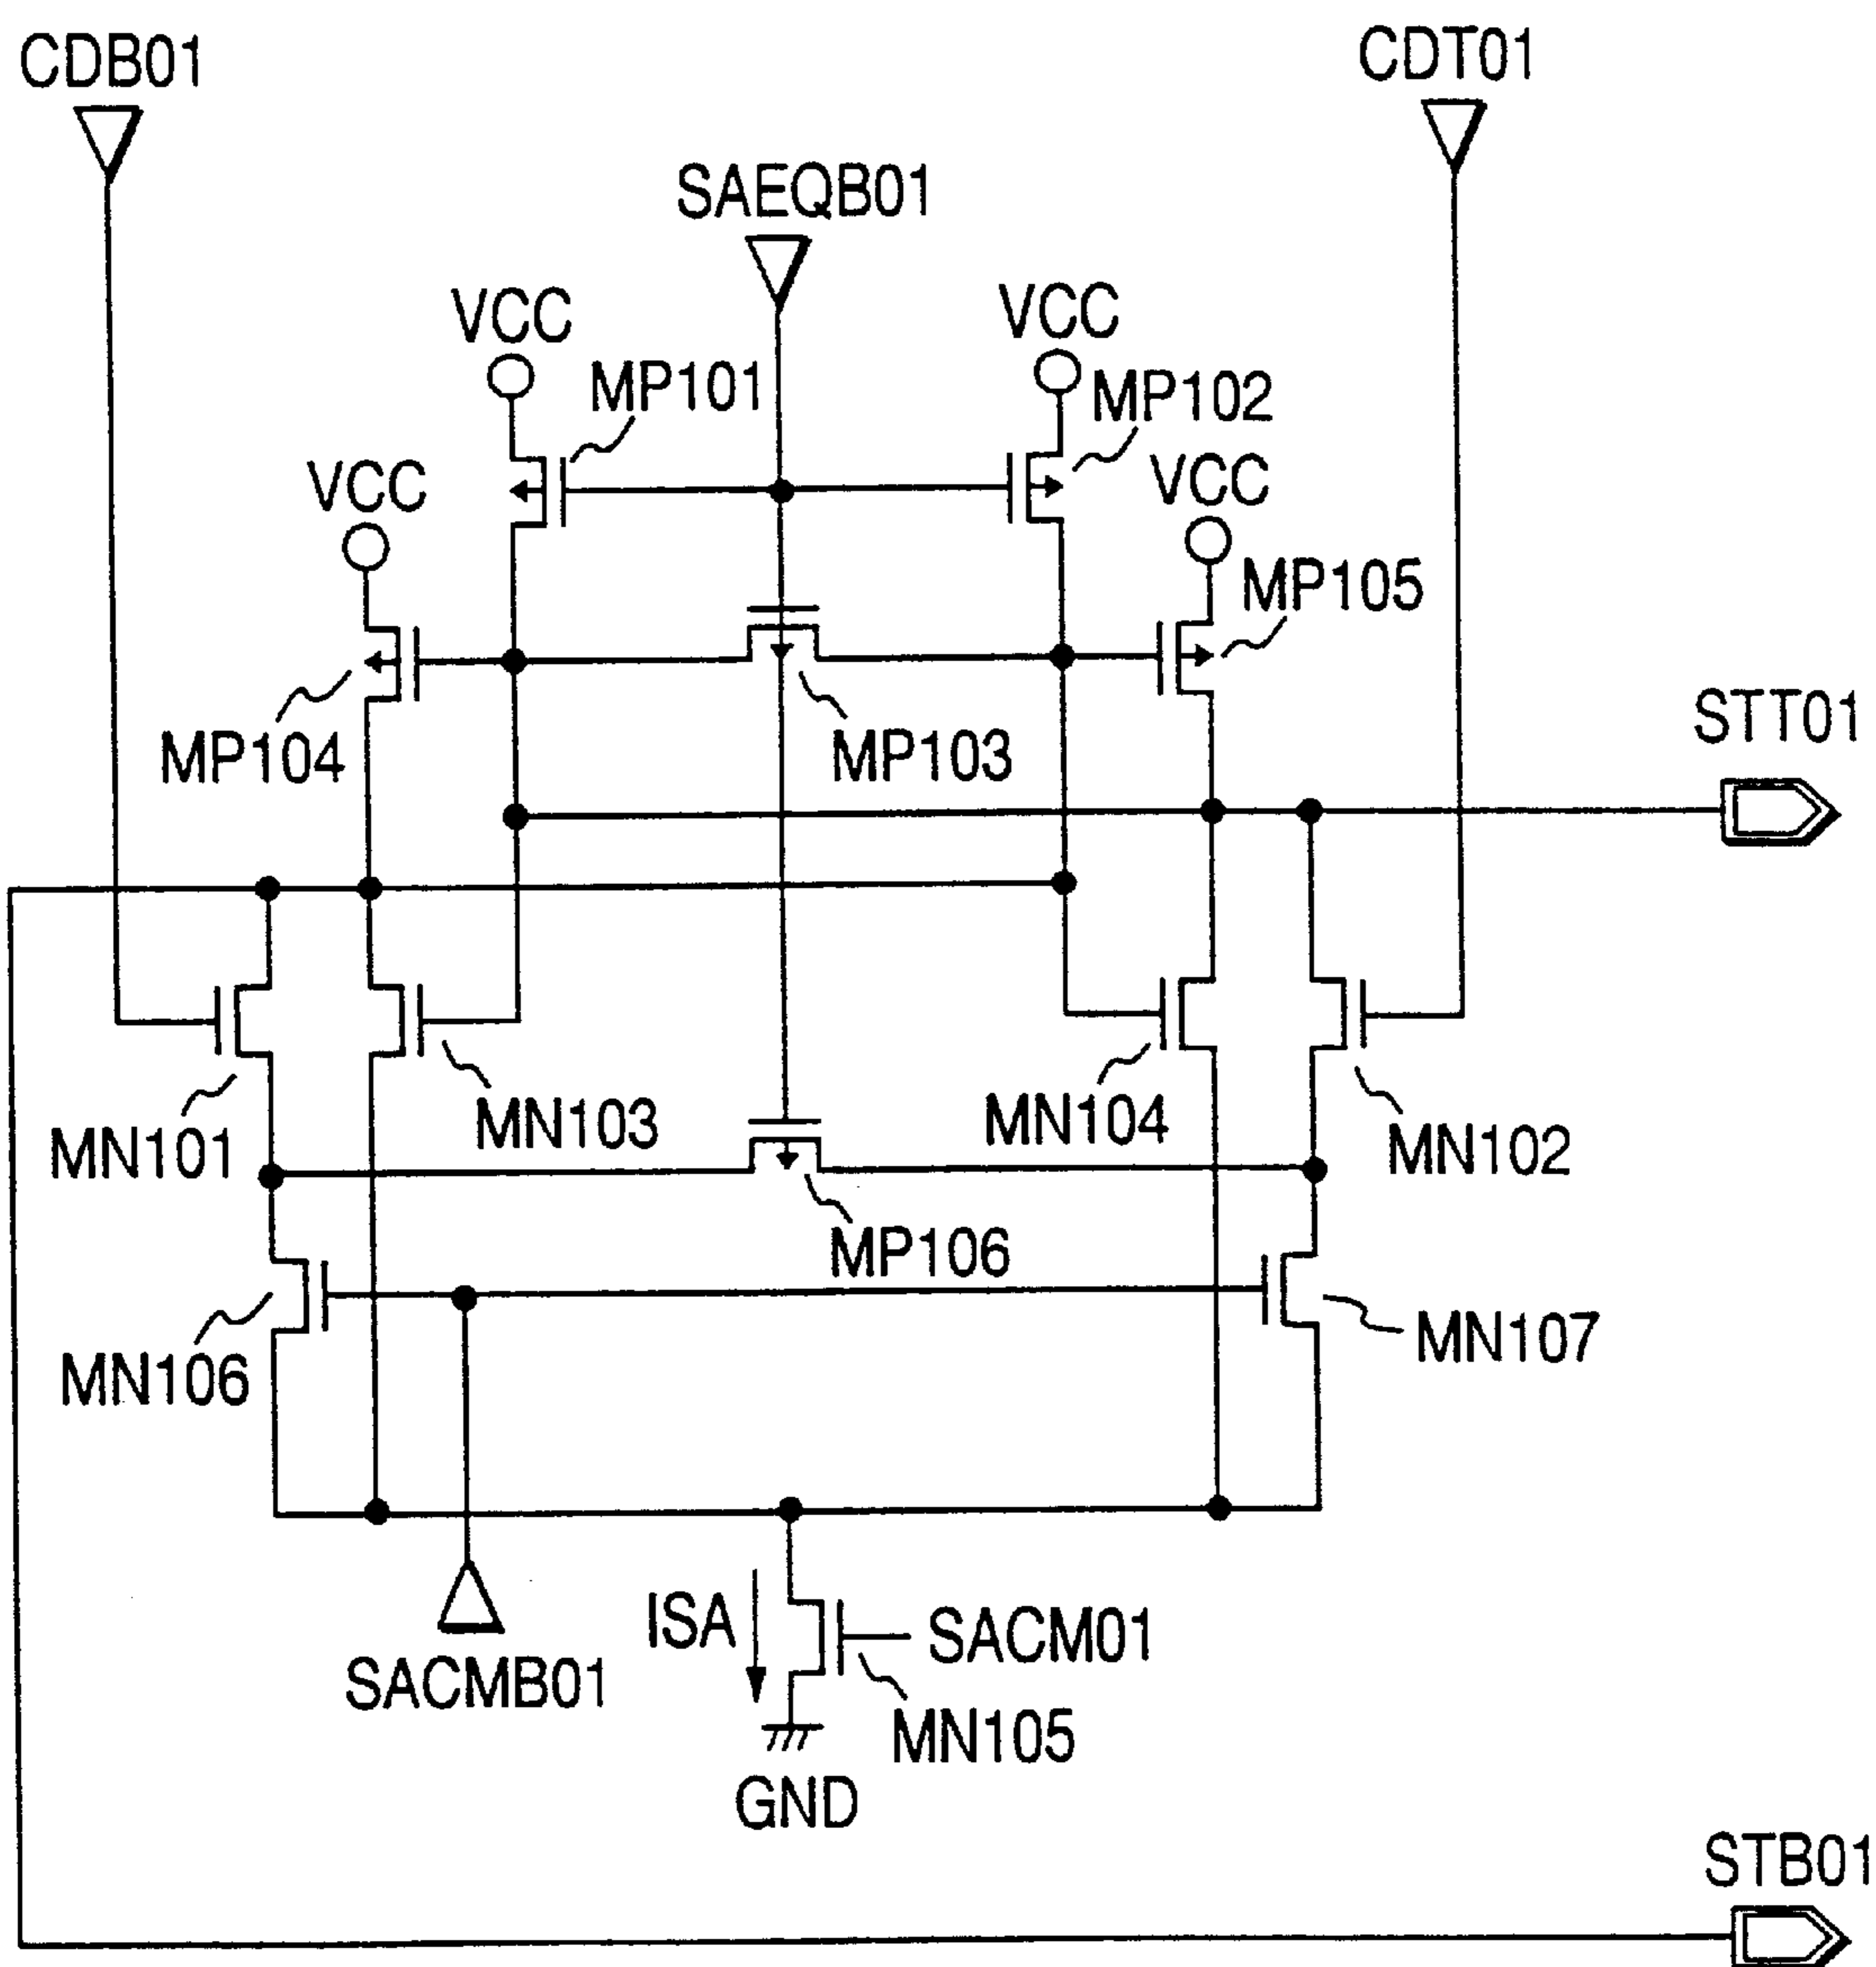 CDB01
CDT01
SAEQB01
VCC
VCC
MP101
MP102
VCC
VCC
MP105
MP104
MP103
STT01
MN101
MN103
MN104
MN102
MP106
MN106
MN107
ISA
SACM01
SACMB01
MN105
GND
STB01